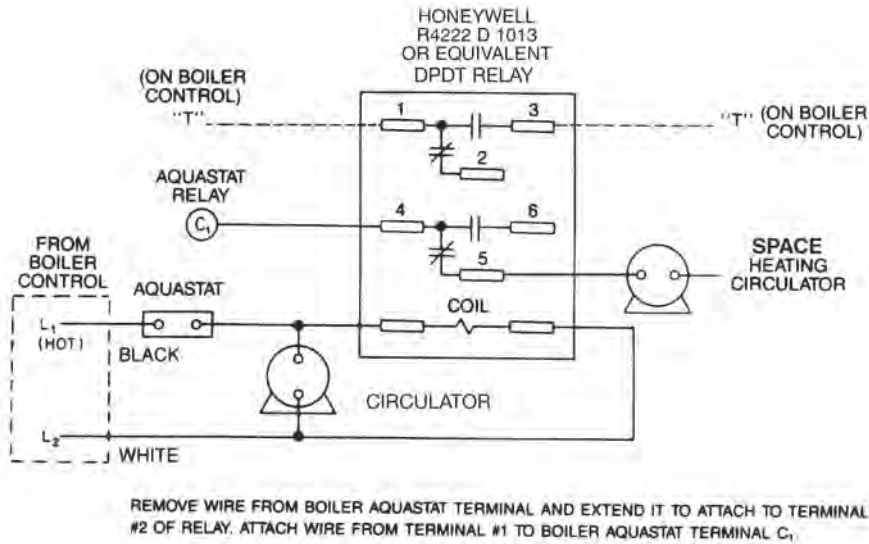 HONEYWELL
R4222 D 1013
OR EQUIVALENT
DPDT RELAY
(ON BOILER
CONTROL)
"T"
1
3
"T" (ON BOILER
CONTROL)
2
AQUASTAT
RELAY
C₁
4
6
5
SPACE
HEATING
CIRCULATOR
FROM
BOILER
CONTROL
AQUASTAT
COIL
L₁
(HOT)
BLACK
CIRCULATOR
L₂
WHITE
REMOVE WIRE FROM BOILER AQUASTAT TERMINAL AND EXTEND IT TO ATTACH TO TERMINAL
#2 OF RELAY. ATTACH WIRE FROM TERMINAL #1 TO BOILER AQUASTAT TERMINAL C₁